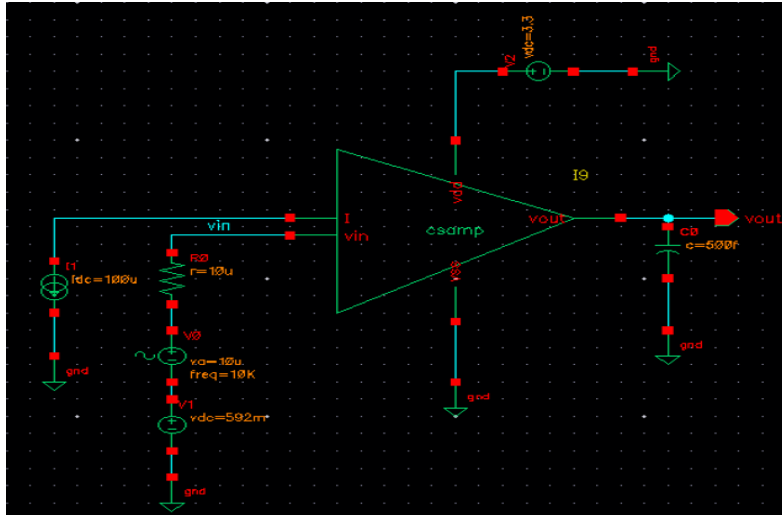 vdc=3.3
V2
gnd
I9
vdd
I
vin
vin
csamp
vout
vout
vss
C0
c=500f
gnd
I1
idc=100u
gnd
R0
r=10u
V0
va=10u
freq=10K
V1
vdc=592m
gnd
gnd